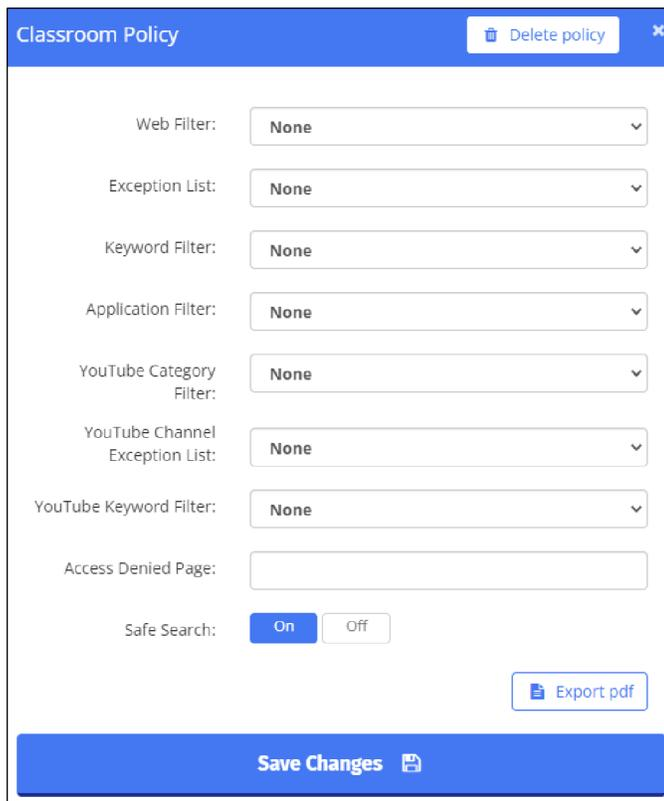 Classroom Policy
Delete policy
Web Filter:
None
Exception List:
None
Keyword Filter:
None
Application Filter:
None
YouTube Category
Filter:
None
YouTube Channel
Exception List:
None
YouTube Keyword Filter:
None
Access Denied Page:
Safe Search:
On
Off
Export pdf
Save Changes